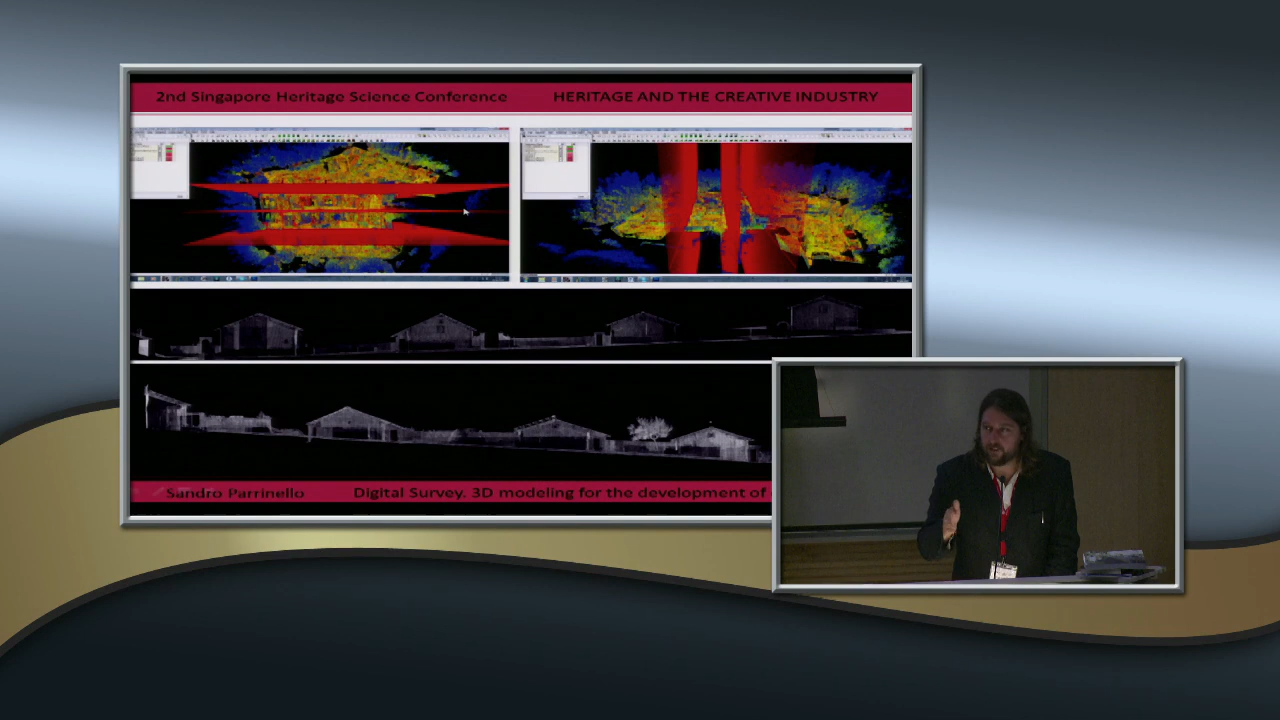 2nd Singapore Heritage Science Conference HERITAGE AND THE CREATIVE INDUSTRY
Sandro Parrinello Digital Survey. 3D modeling for the development of